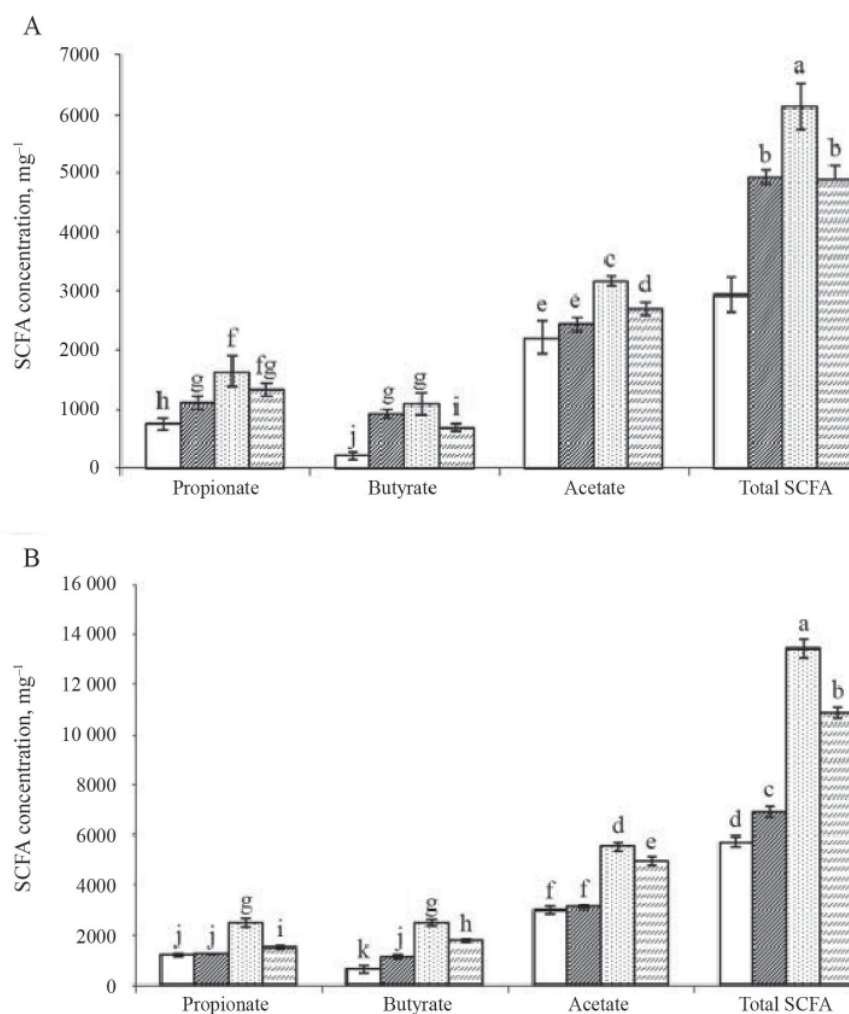 A
7000
6000
5000
4000
3000
2000
1000
0
SCFA concentration, mg⁻¹
h g f fg
j g g i
e e c d
b a b
Propionate Butyrate Acetate Total SCFA
B
16 000
14 000
12 000
10 000
8000
6000
4000
2000
0
SCFA concentration, mg⁻¹
j j g i
k j g h
f f d e
d c a b
Propionate Butyrate Acetate Total SCFA